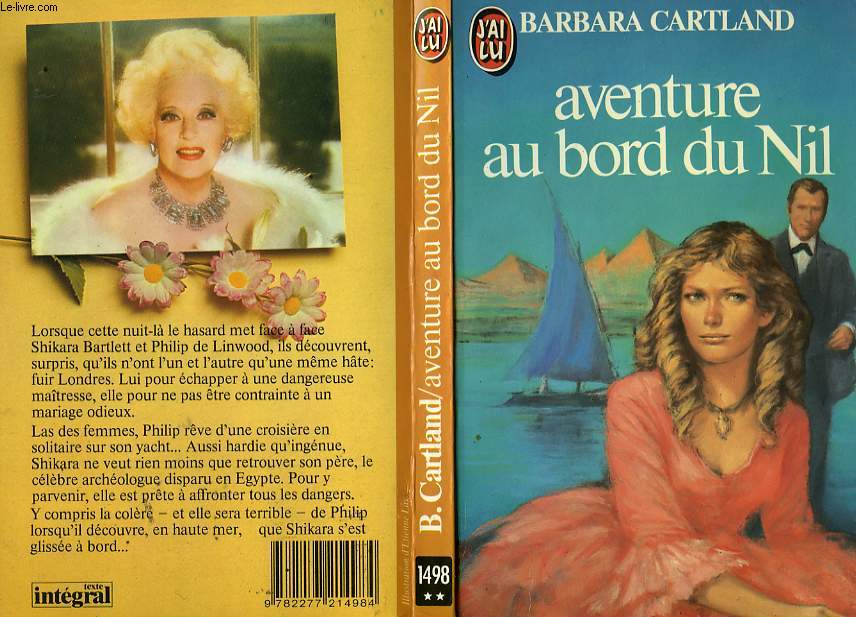 Le-Livre.com
Lorsque cette nuit-là le hasard met face à face
Shikara Bartlett et Philip de Linwood, ils découvrent,
surpris, qu'ils n'ont l'un et l'autre qu'une même hâte:
fuir Londres. Lui pour échapper à une dangereuse
maîtresse, elle pour ne pas être contrainte à un
mariage odieux.
Las des femmes, Philip rêve d'une croisière en
solitaire sur son yacht... Aussi hardie qu'ingénue,
Shikara ne veut rien moins que retrouver son père, le
célèbre archéologue disparu en Egypte. Pour y
parvenir, elle est prête à affronter tous les dangers.
Y compris la colère – et elle sera terrible – de Philip
lorsqu'il découvre, en haute mer, que Shikara s'est
glissée à bord...
texte
intégral
9 782277 214984
Illustration d'Etienne
J'AI
LU
B. Cartland/aventure au bord du Nil
1498
★★
J'AI
LU
BARBARA CARTLAND
aventure
au bord du Nil